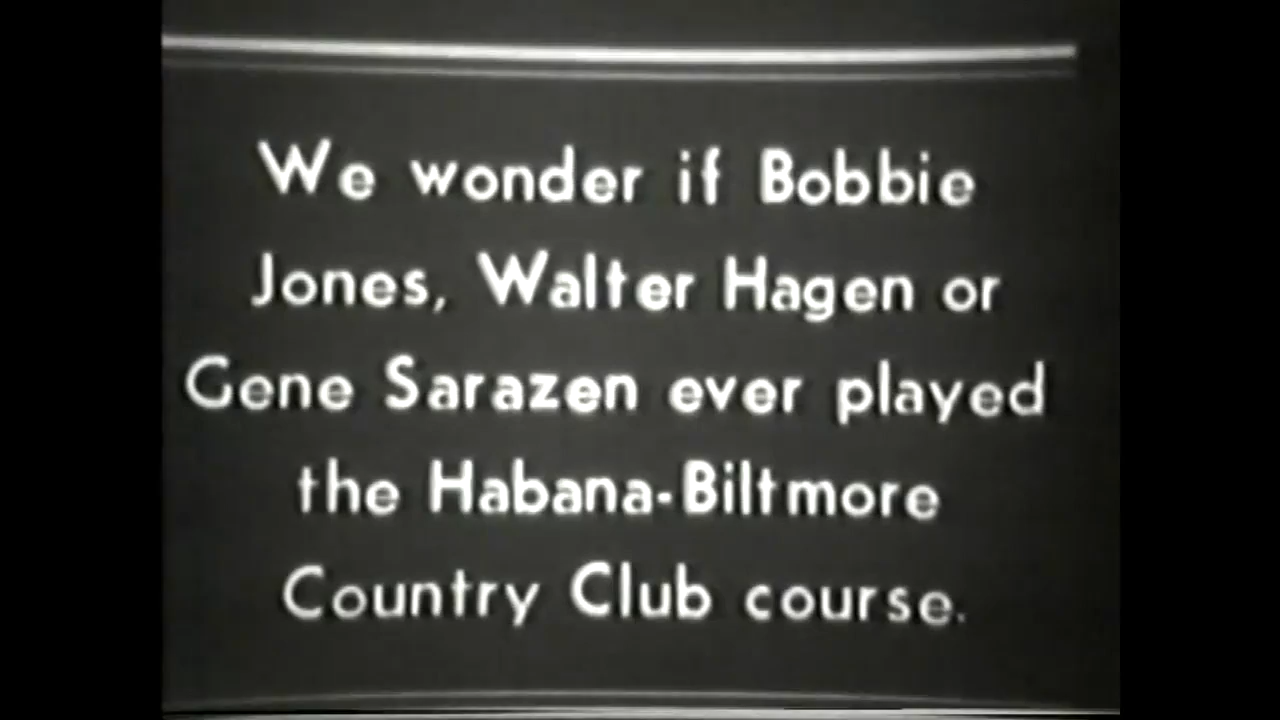 We wonder if Bobbie
Jones, Walter Hagen or
Gene Sarazen ever played
the Habana-Biltmore
Country Club course.